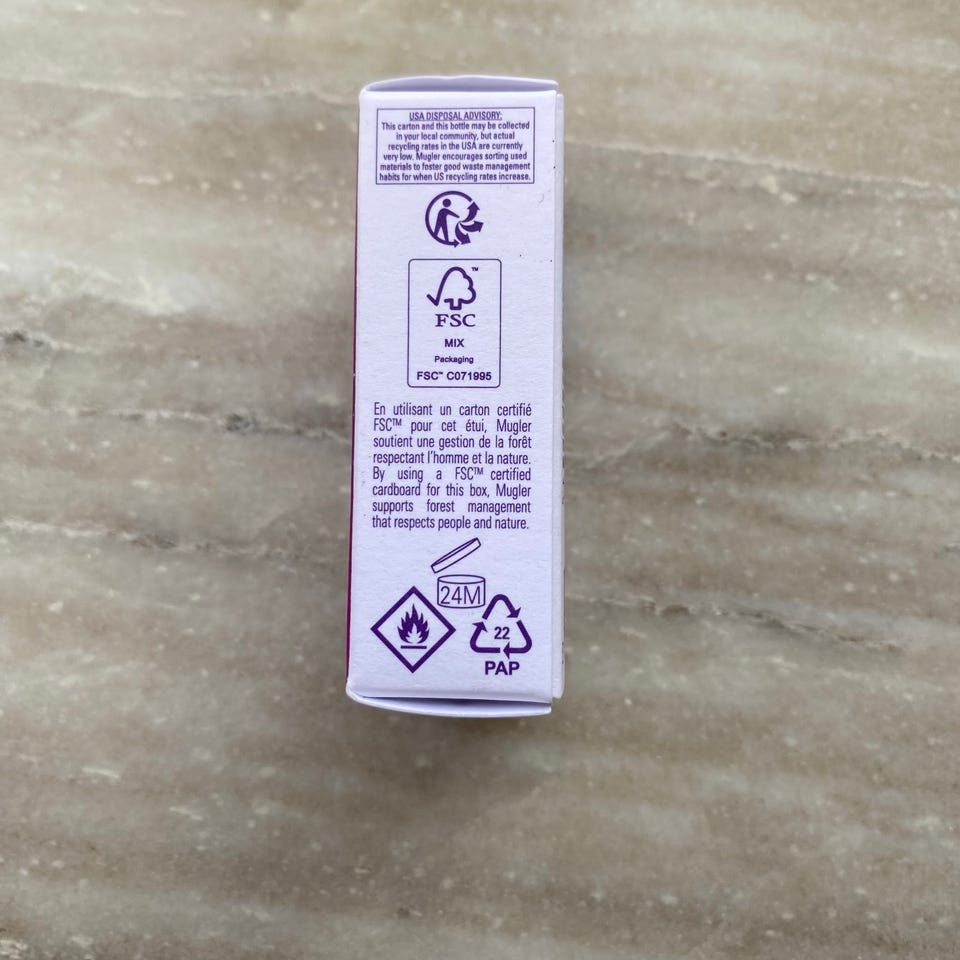 USA DISPOSAL ADVISORY:
This carton and this bottle may be collected
in your local community, but actual
recycling rates in the USA are currently
very low. Mugler encourages sorting used
materials to foster good waste management
habits for when US recycling rates increase.
™
FSC
MIX
Packaging
FSC™ C071995
En utilisant un carton certifié
FSC™ pour cet étui, Mugler
soutient une gestion de la forêt
respectant l'homme et la nature.
By using a FSC™ certified
cardboard for this box, Mugler
supports forest management
that respects people and nature.
24M
22
PAP